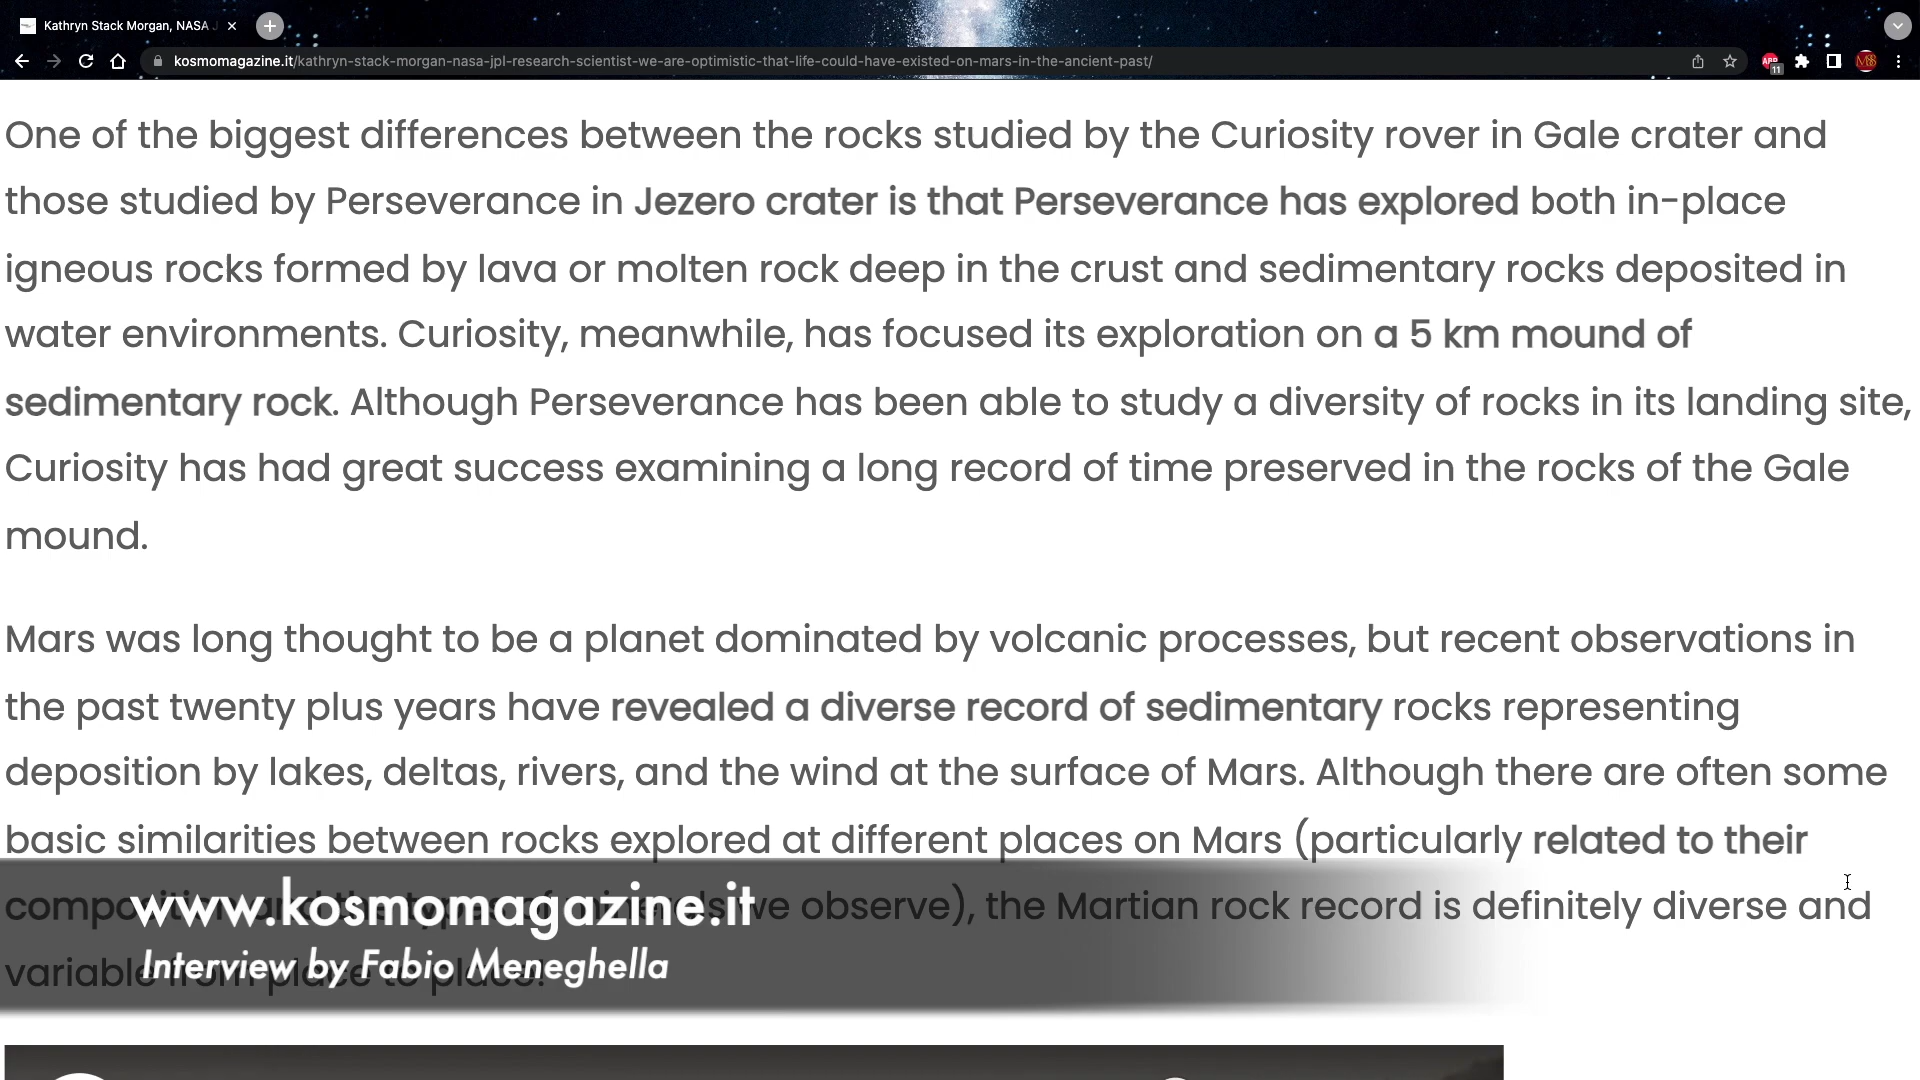 Kathryn Stack Morgan, NASA J
kosmomagazine.it/kathryn-stack-morgan-nasa-jpl-research-scientist-we-are-optimistic-that-life-could-have-existed-on-mars-in-the-ancient-past/
ABP
11
One of the biggest differences between the rocks studied by the Curiosity rover in Gale crater and
those studied by Perseverance in Jezero crater is that Perseverance has explored both in-place
igneous rocks formed by lava or molten rock deep in the crust and sedimentary rocks deposited in
water environments. Curiosity, meanwhile, has focused its exploration on a 5 km mound of
sedimentary rock. Although Perseverance has been able to study a diversity of rocks in its landing site,
Curiosity has had great success examining a long record of time preserved in the rocks of the Gale
mound.
Mars was long thought to be a planet dominated by volcanic processes, but recent observations in
the past twenty plus years have revealed a diverse record of sedimentary rocks representing
deposition by lakes, deltas, rivers, and the wind at the surface of Mars. Although there are often some
basic similarities between rocks explored at different places on Mars (particularly related to their
we observe), the Martian rock record is definitely diverse and
variable from place to place!
www.kosmomagazine.it
Interview by Fabio Meneghella